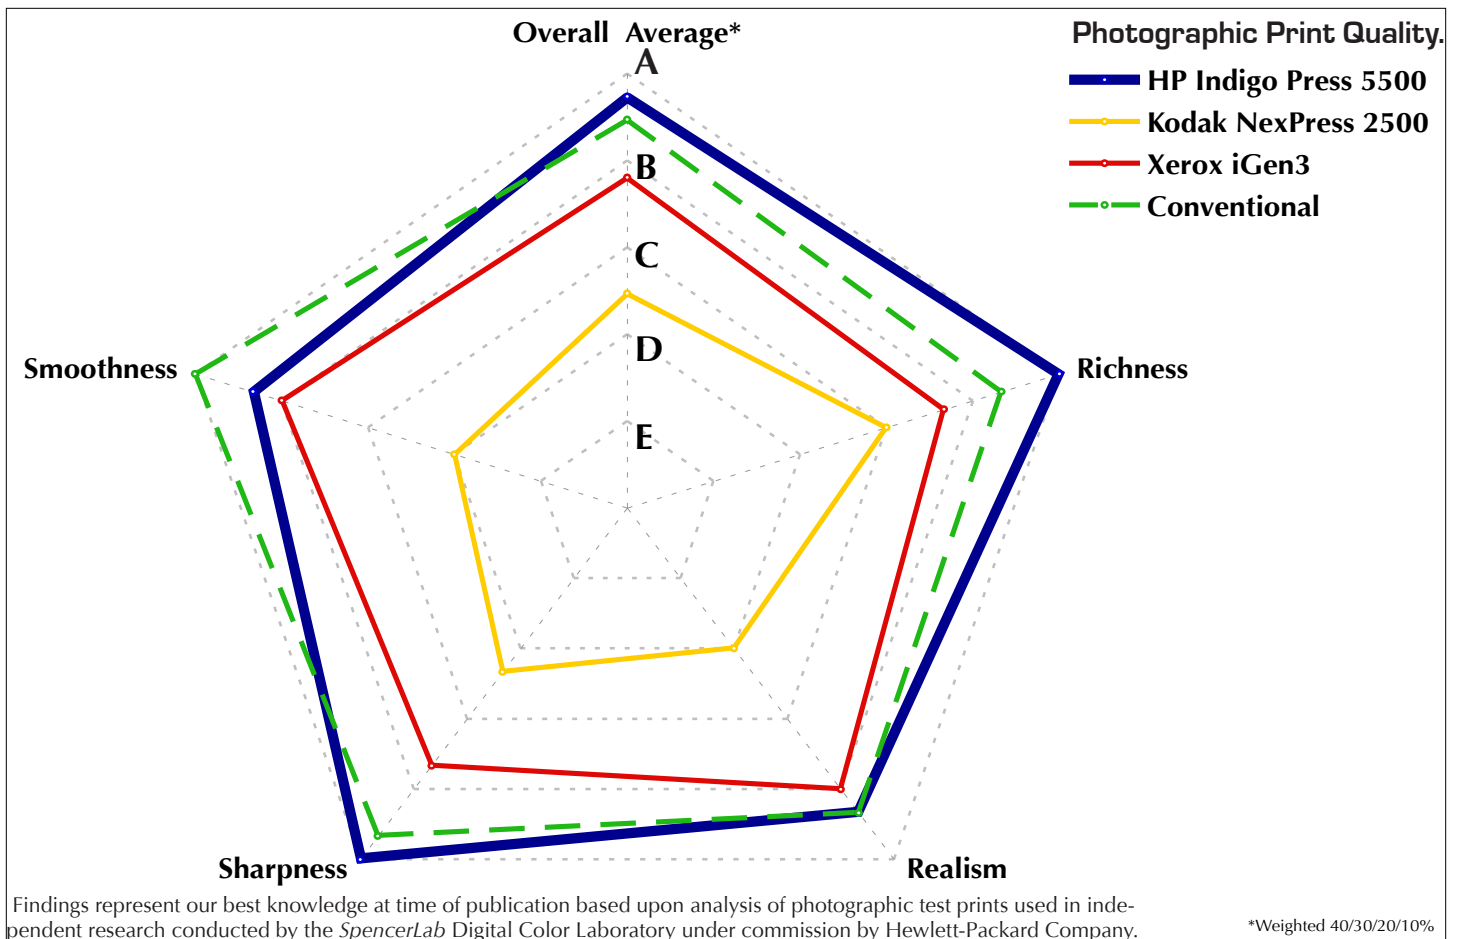 Overall Average*
Photographic Print Quality.
A
HP Indigo Press 5500
Kodak NexPress 2500
B
Xerox iGen3
Conventional
C
D
Smoothness
Richness
E
Sharpness
Realism
Findings represent our best knowledge at time of publication based upon analysis of photographic test prints used in inde-
pendent research conducted by the SpencerLab Digital Color Laboratory under commission by Hewlett-Packard Company.
*Weighted 40/30/20/10%